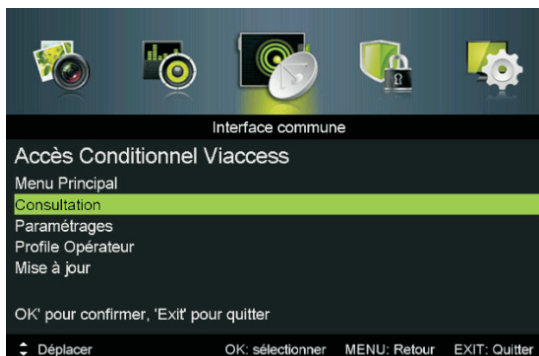 Interface commune
Accès Conditionnel Viaccess
Menu Principal
Consultation
Paramétrages
Profile Opérateur
Mise à jour
OK' pour confirmer, 'Exit' pour quitter
Déplacer OK: sélectionner MENU: Retour EXIT: Quitter